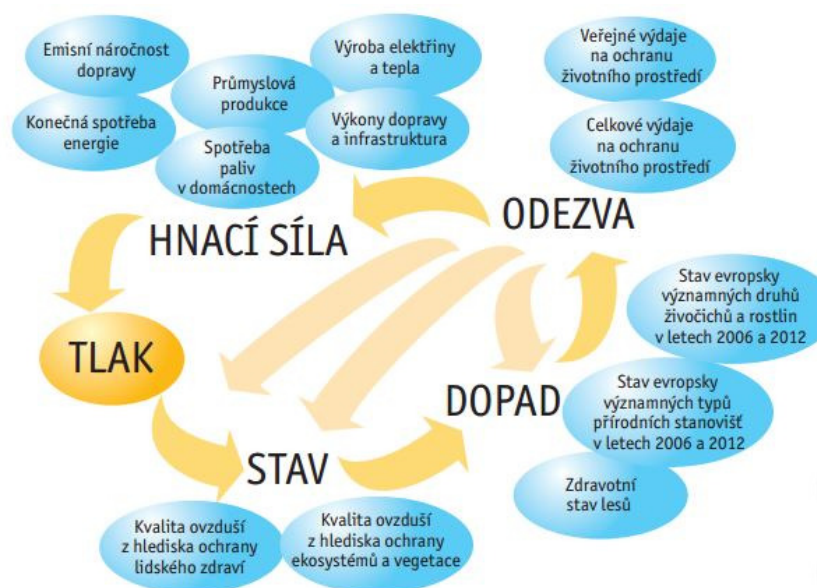 Emisní náročnost
dopravy
Průmyslová
produkce
Výroba elektřiny
a tepla
Veřejné výdaje
na ochranu
životního prostředí
Konečná spotřeba
energie
Spotřeba
paliv
v domácnostech
Výkony dopravy
a infrastruktura
Celkové výdaje
na ochranu
životního prostředí
HNACÍ SÍLA
ODEZVA
Stav evropsky
významných druhů
živočichů a rostlin
v letech 2006 a 2012
TLAK
DOPAD
Stav evropsky
významných typů
přírodních stanovišť
v letech 2006 a 2012
STAV
Zdravotní
stav lesů
Kvalita ovzduší
z hlediska ochrany
lidského zdraví
Kvalita ovzduší
z hlediska ochrany
ekosystémů a vegetace